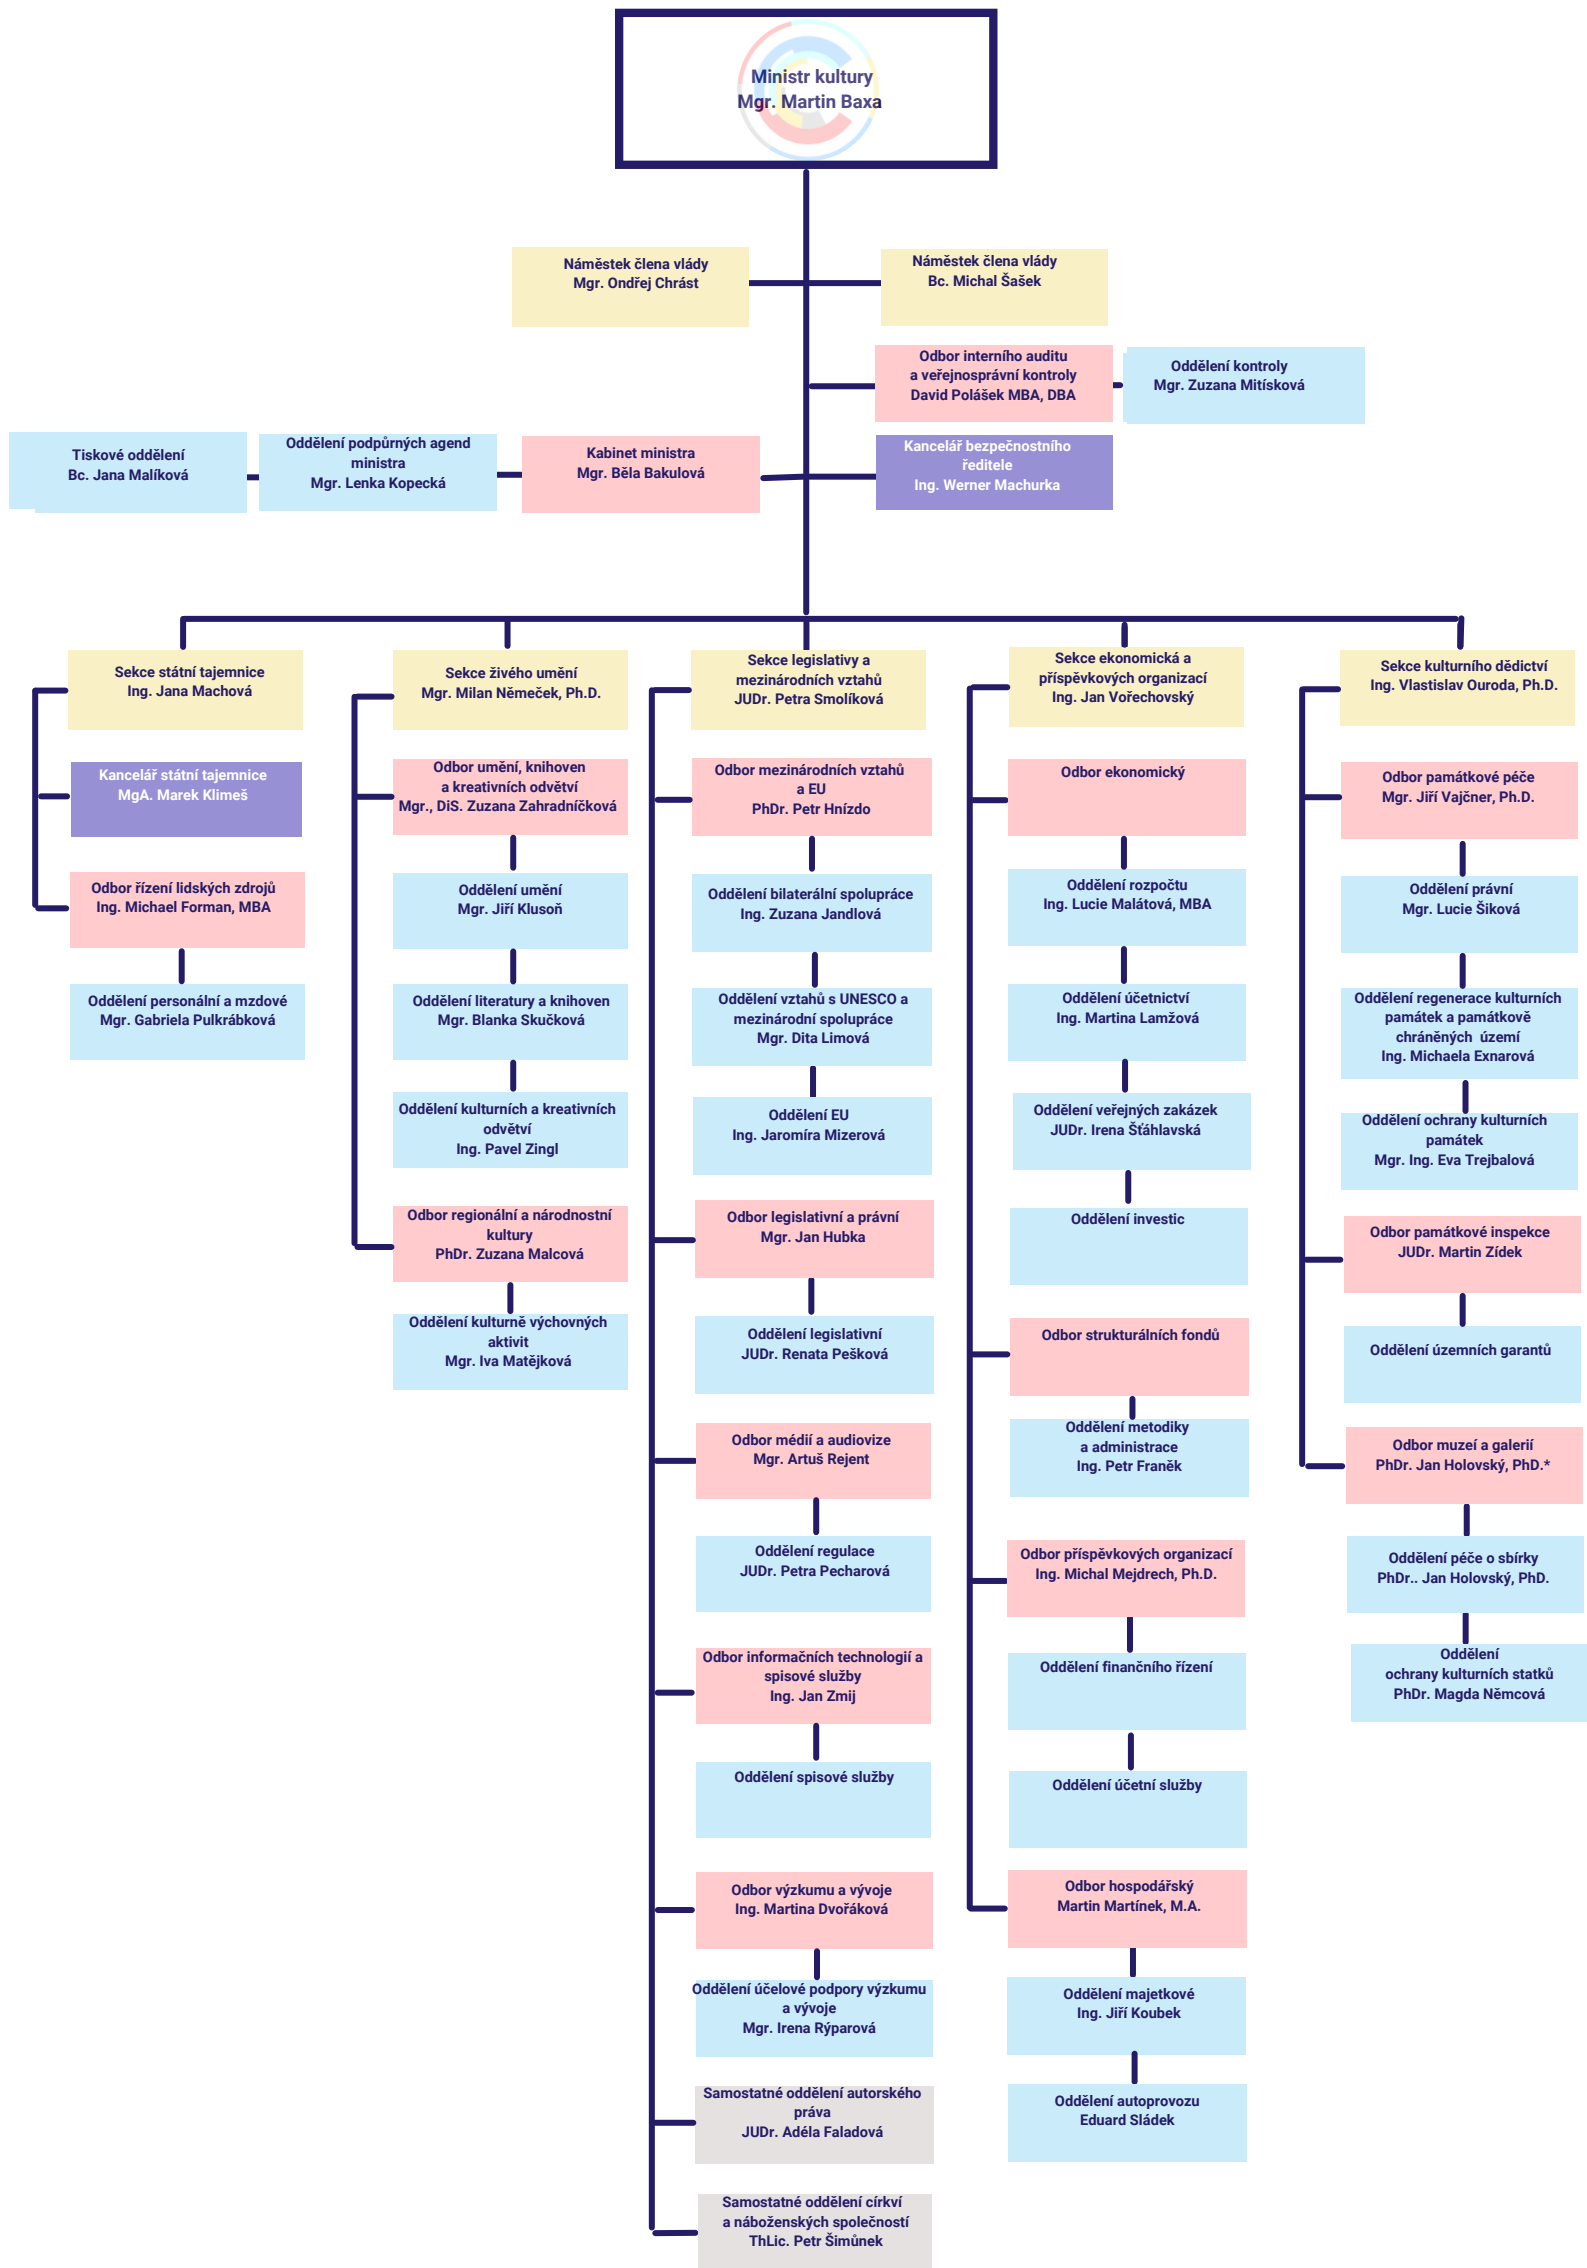 Ministr kultury
Mgr. Martin Baxa
Náměstek člena vlády
Mgr. Ondřej Chrást
Náměstek člena vlády
Bc. Michal Šašek
Odbor interního auditu
a veřejnosprávní kontroly
David Polášek MBA, DBA
Oddělení kontroly
Mgr. Zuzana Mitísková
Tiskové oddělení
Bc. Jana Malíková
Oddělení podpůrných agend
ministra
Mgr. Lenka Kopecká
Kabinet ministra
Mgr. Běla Bakulová
Kancelář bezpečnostního
ředitele
Ing. Werner Machurka
Sekce státní tajemnice
Ing. Jana Machová
Kancelář státní tajemnice
MgA. Marek Klimeš
Odbor řízení lidských zdrojů
Ing. Michael Forman, MBA
Oddělení personální a mzdové
Mgr. Gabriela Pulkrábková
Sekce živého umění
Mgr. Milan Němeček, Ph.D.
Odbor umění, knihoven
a kreativních odvětví
Mgr., DiS. Zuzana Zahradníčková
Oddělení umění
Mgr. Jiří Klusoň
Oddělení literatury a knihoven
Mgr. Blanka Skučková
Oddělení kulturních a kreativních
odvětví
Ing. Pavel Zingl
Odbor regionální a národnostní
kultury
PhDr. Zuzana Malcová
Oddělení kulturně výchovných
aktivit
Mgr. Iva Matějková
Sekce legislativy a
mezinárodních vztahů
JUDr. Petra Smolíková
Odbor mezinárodních vztahů
a EU
PhDr. Petr Hnízdo
Oddělení bilaterální spolupráce
Ing. Zuzana Jandlová
Oddělení vztahů s UNESCO a
mezinárodní spolupráce
Mgr. Dita Limová
Oddělení EU
Ing. Jaromíra Mizerová
Odbor legislativní a právní
Mgr. Jan Hubka
Oddělení legislativní
JUDr. Renata Pešková
Odbor médií a audiovize
Mgr. Artuš Rejent
Oddělení regulace
JUDr. Petra Pecharová
Odbor informačních technologií a
spisové služby
Ing. Jan Zmij
Oddělení spisové služby
Odbor výzkumu a vývoje
Ing. Martina Dvořáková
Oddělení účelové podpory výzkumu
a vývoje
Mgr. Irena Rýparová
Samostatné oddělení autorského
práva
JUDr. Adéla Faladová
Samostatné oddělení církví
a náboženských společností
ThLic. Petr Šimůnek
Sekce ekonomická a
příspěvkových organizací
Ing. Jan Vořechovský
Odbor ekonomický
Oddělení rozpočtu
Ing. Lucie Malátová, MBA
Oddělení účetnictví
Ing. Martina Lamžová
Oddělení veřejných zakázek
JUDr. Irena Šťáhlavská
Oddělení investic
Odbor strukturálních fondů
Oddělení metodiky
a administrace
Ing. Petr Franěk
Odbor příspěvkových organizací
Ing. Michal Mejdrech, Ph.D.
Oddělení finančního řízení
Oddělení účetní služby
Odbor hospodářský
Martin Martínek, M.A.
Oddělení majetkové
Ing. Jiří Koubek
Oddělení autoprovozu
Eduard Sládek
Sekce kulturního dědictví
Ing. Vlastislav Ouroda, Ph.D.
Odbor památkové péče
Mgr. Jiří Vajčner, Ph.D.
Oddělení právní
Mgr. Lucie Šiková
Oddělení regenerace kulturních
památek a památkově
chráněných  území
Ing. Michaela Exnarová
Oddělení ochrany kulturních
památek
Mgr. Ing. Eva Trejbalová
Odbor památkové inspekce
JUDr. Martin Zídek
Oddělení územních garantů
Odbor muzeí a galerií
PhDr. Jan Holovský, PhD.*
Oddělení péče o sbírky
PhDr.. Jan Holovský, PhD.
Oddělení
ochrany kulturních statků
PhDr. Magda Němcová